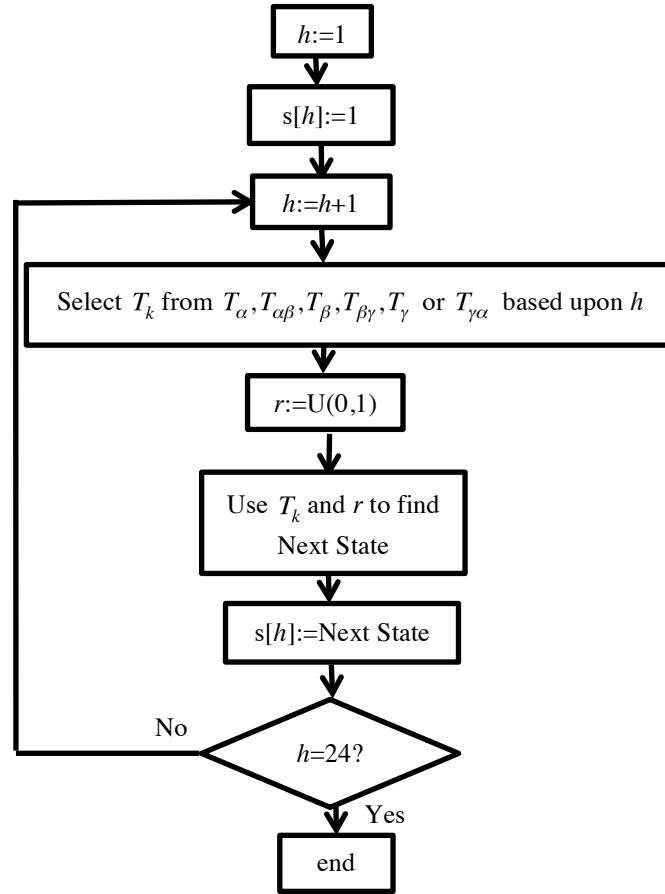 h:=1
s[h]:=1
h:=h+1
Select T_k from T_α,T_αβ,T_β,T_βγ,T_γ or T_γα based upon h
r:=U(0,1)
Use T_k and r to find
Next State
s[h]:=Next State
No
h=24?
Yes
end